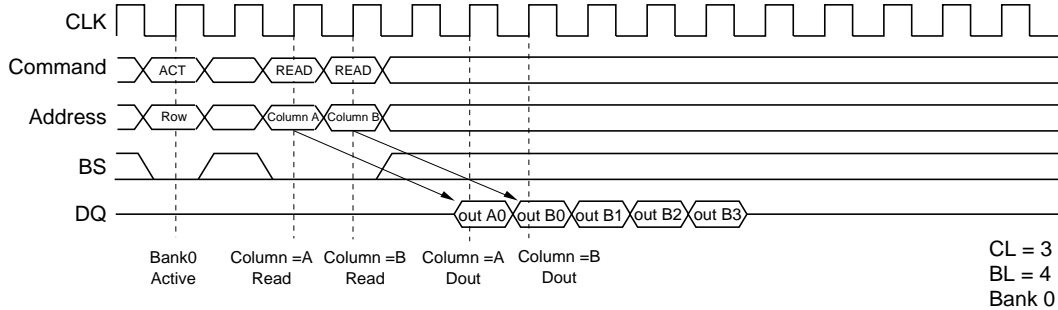 CLK
Command ACT READ READ
Address Row Column A Column B
BS
DQ out A0 out B0 out B1 out B2 out B3
Bank0 Column =A Column =B Column =A Column =B
Active Read Read Dout Dout
CL = 3
BL = 4
Bank 0